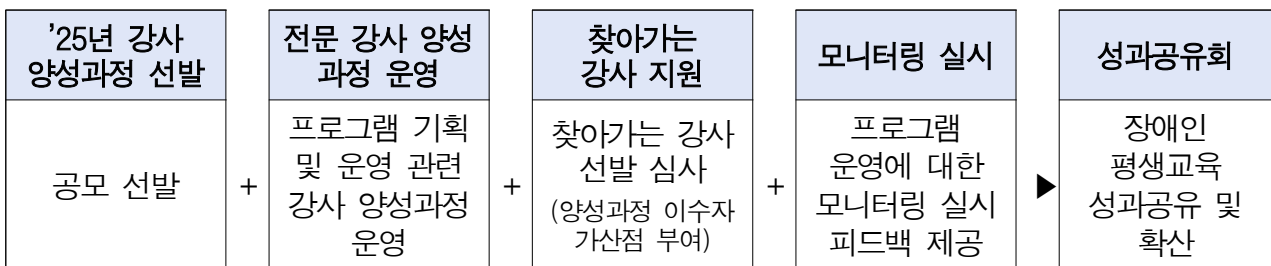 ’25년 강사
양성과정 선발
공모 선발
+
전문 강사 양성
과정 운영
프로그램 기획
및 운영 관련
강사 양성과정
운영
+
찾아가는
강사 지원
찾아가는 강사
선발 심사
(양성과정 이수자
가산점 부여)
+
모니터링 실시
프로그램
운영에 대한
모니터링 실시
피드백 제공
▶
성과공유회
장애인
평생교육
성과공유 및
확산